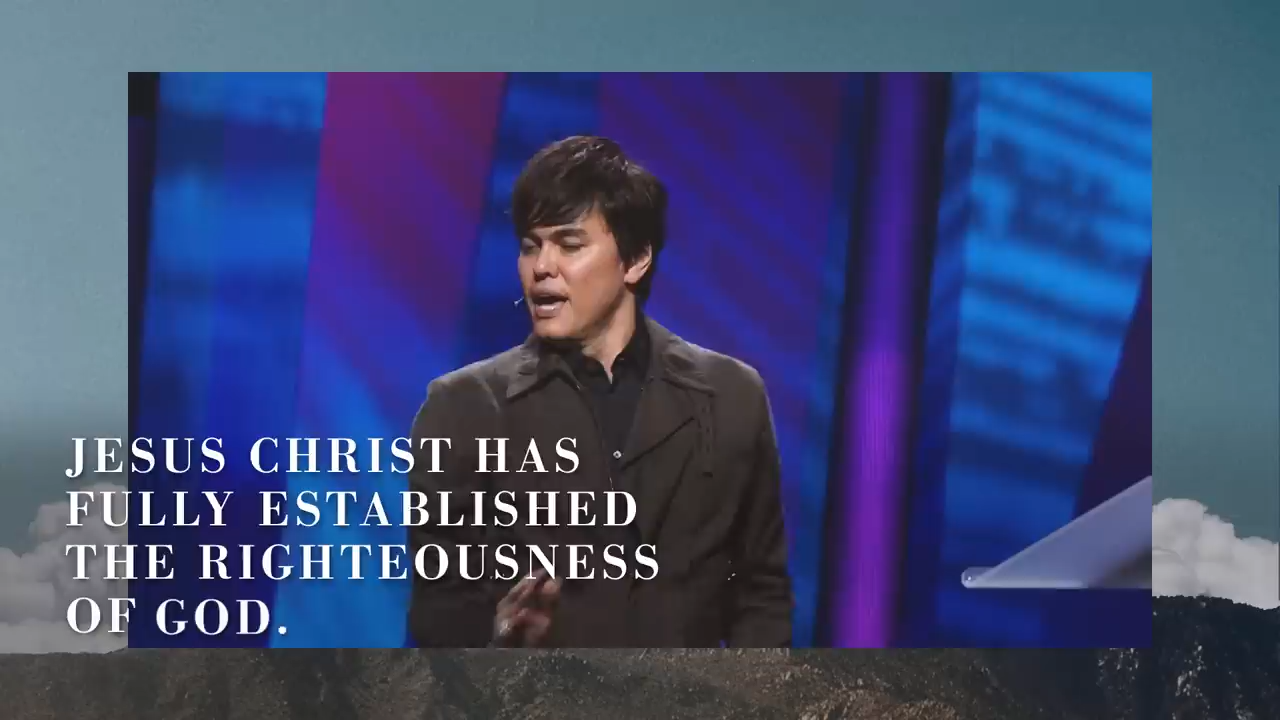 JESUS CHRIST HAS
FULLY ESTABLISHED
THE RIGHTEOUSNESS
OF GOD.